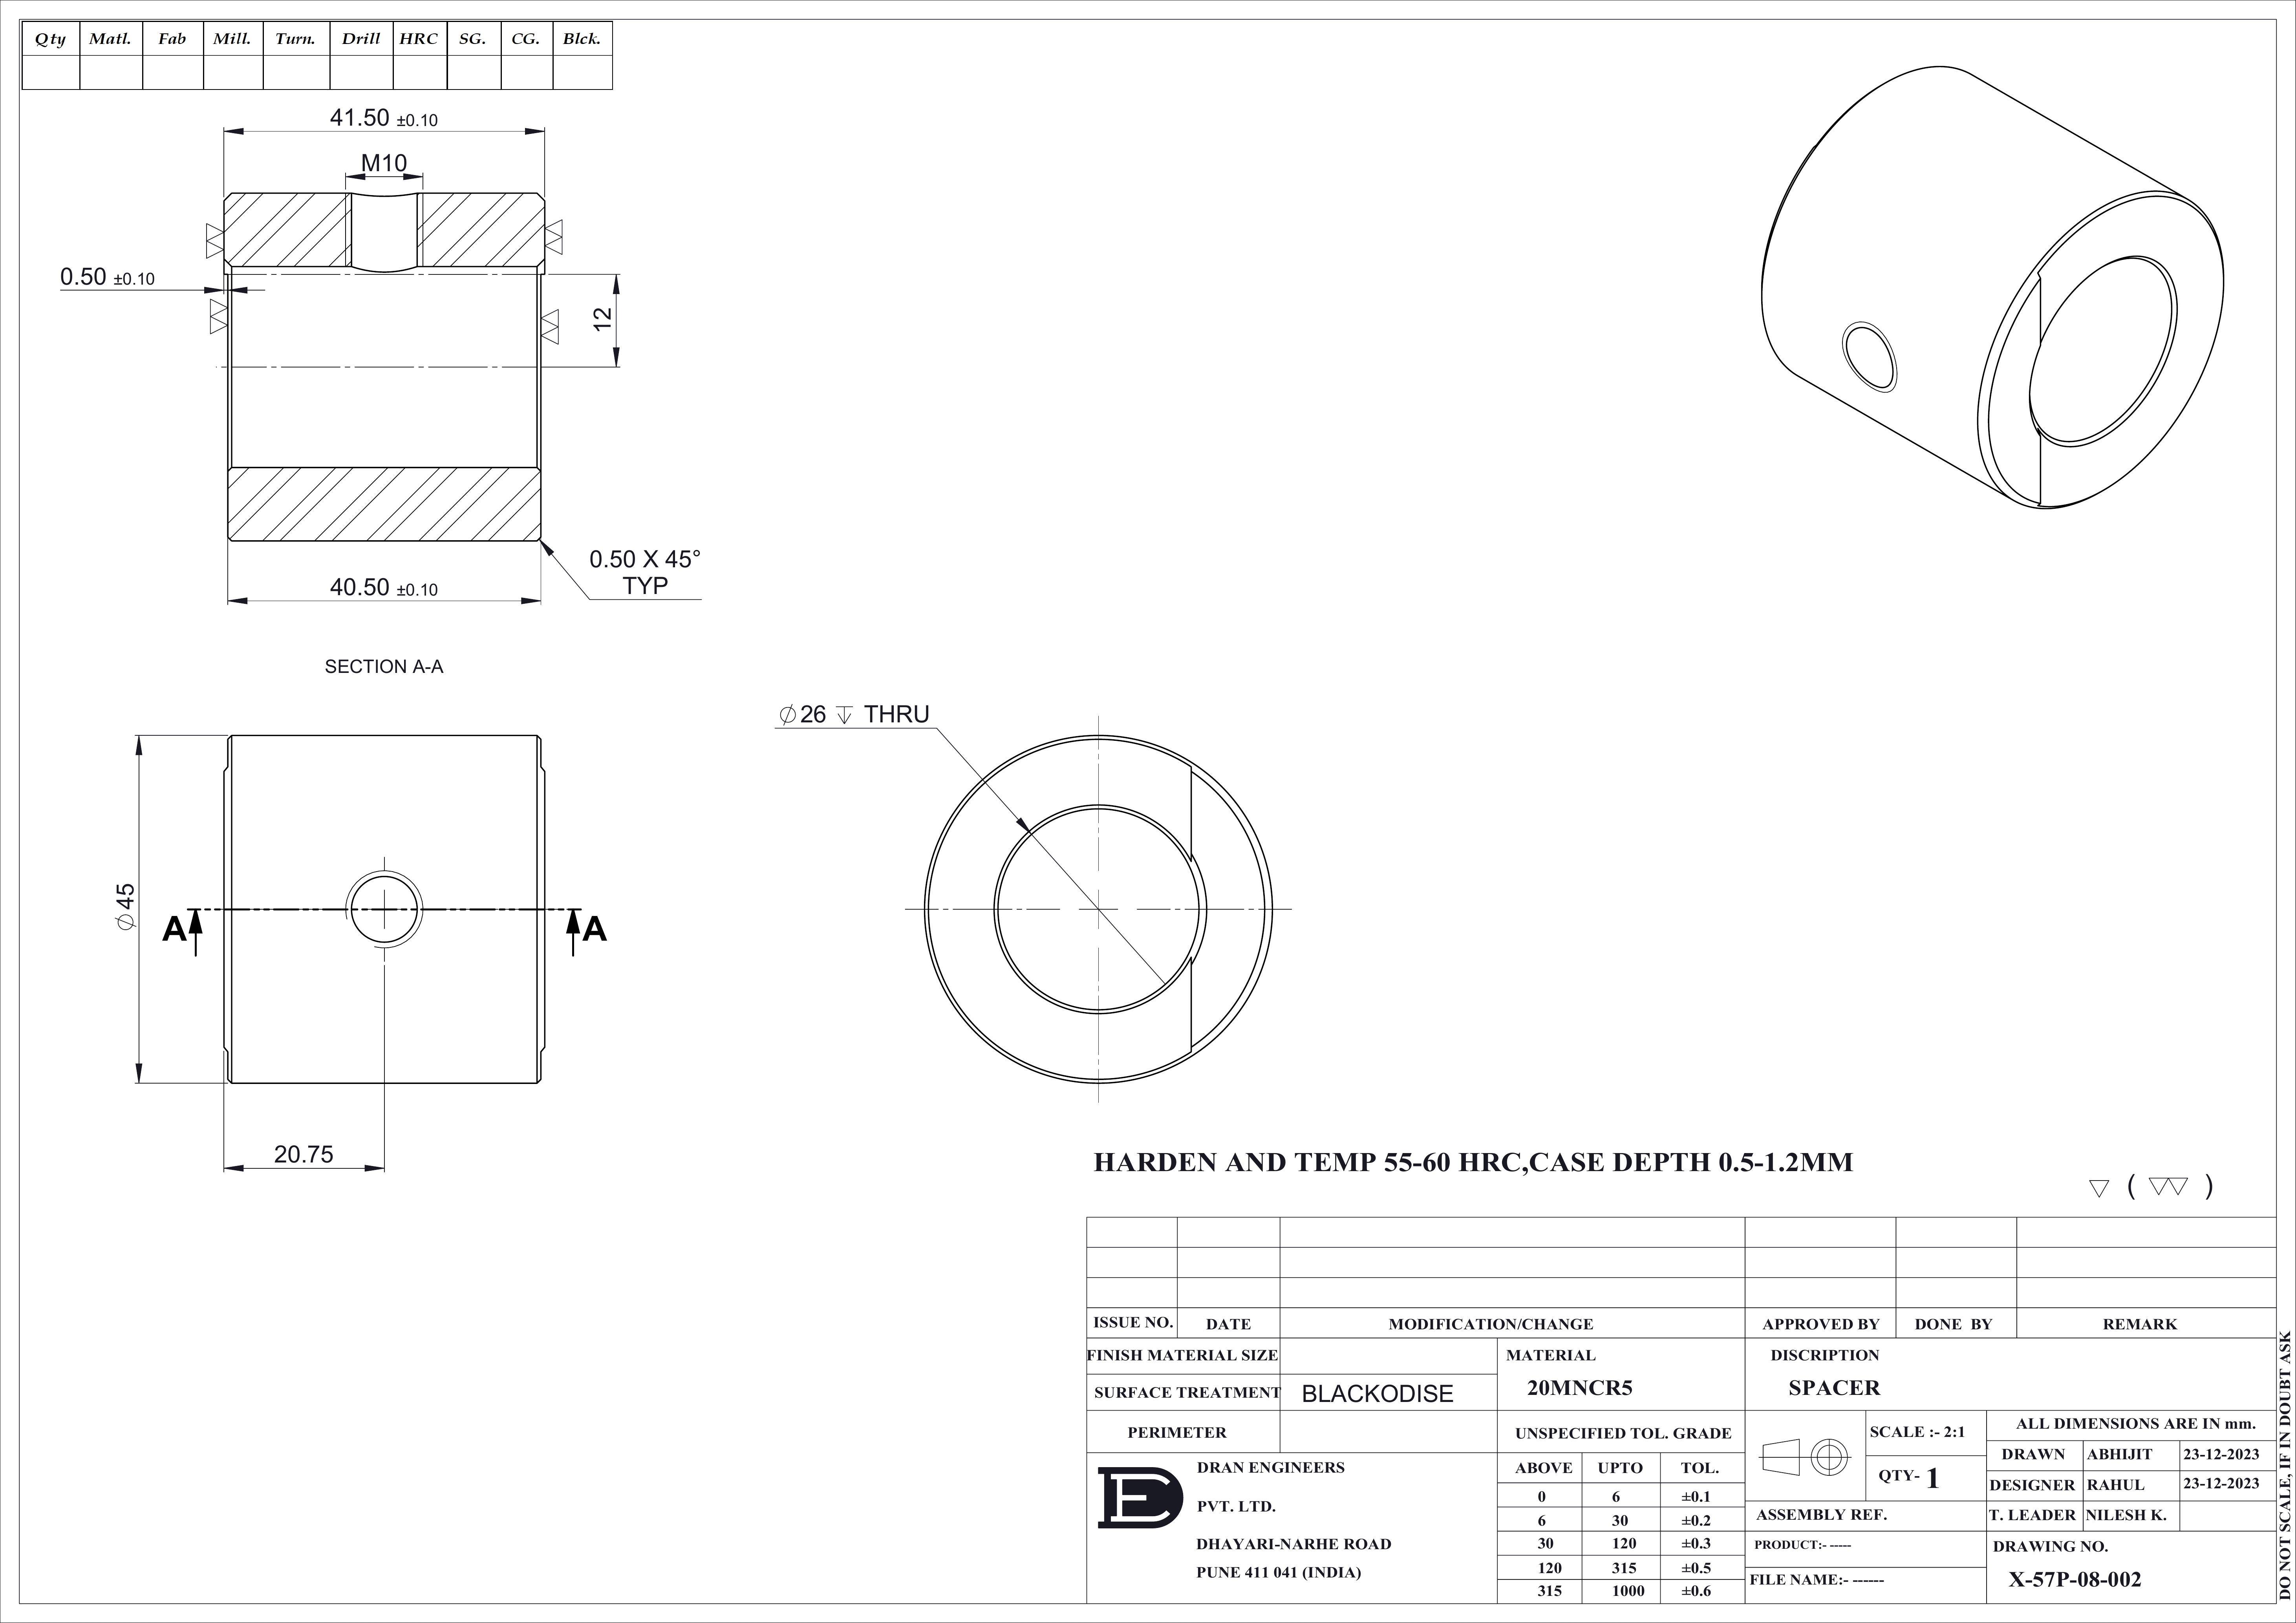 Qty Matl. Fab Mill. Turn. Drill HRC SG. CG. Blck.
41.50 ±0.10
M10
0.50 ±0.10
12
0.50 X 45°
TYP
40.50 ±0.10
SECTION A-A
∅26 ↧ THRU
∅45
A A
20.75
HARDEN AND TEMP 55-60 HRC,CASE DEPTH 0.5-1.2MM
▽ ( ▽▽ )
ISSUE NO. DATE MODIFICATION/CHANGE APPROVED BY DONE BY REMARK
FINISH MATERIAL SIZE
SURFACE TREATMENT BLACKODISE
PERIMETER
MATERIAL
20MNCR5
DISCRIPTION
SPACER
UNSPECIFIED TOL. GRADE
ABOVE UPTO TOL.
0 6 ±0.1
6 30 ±0.2
30 120 ±0.3
120 315 ±0.5
315 1000 ±0.6
DRAN ENGINEERS
PVT. LTD.
DHAYARI-NARHE ROAD
PUNE 411 041 (INDIA)
SCALE :- 2:1
QTY- 1
ALL DIMENSIONS ARE IN mm.
DRAWN ABHIJIT 23-12-2023
DESIGNER RAHUL 23-12-2023
T. LEADER NILESH K.
ASSEMBLY REF.
PRODUCT:- -----
FILE NAME:- ------
DRAWING NO.
X-57P-08-002
DO NOT SCALE, IF IN DOUBT ASK